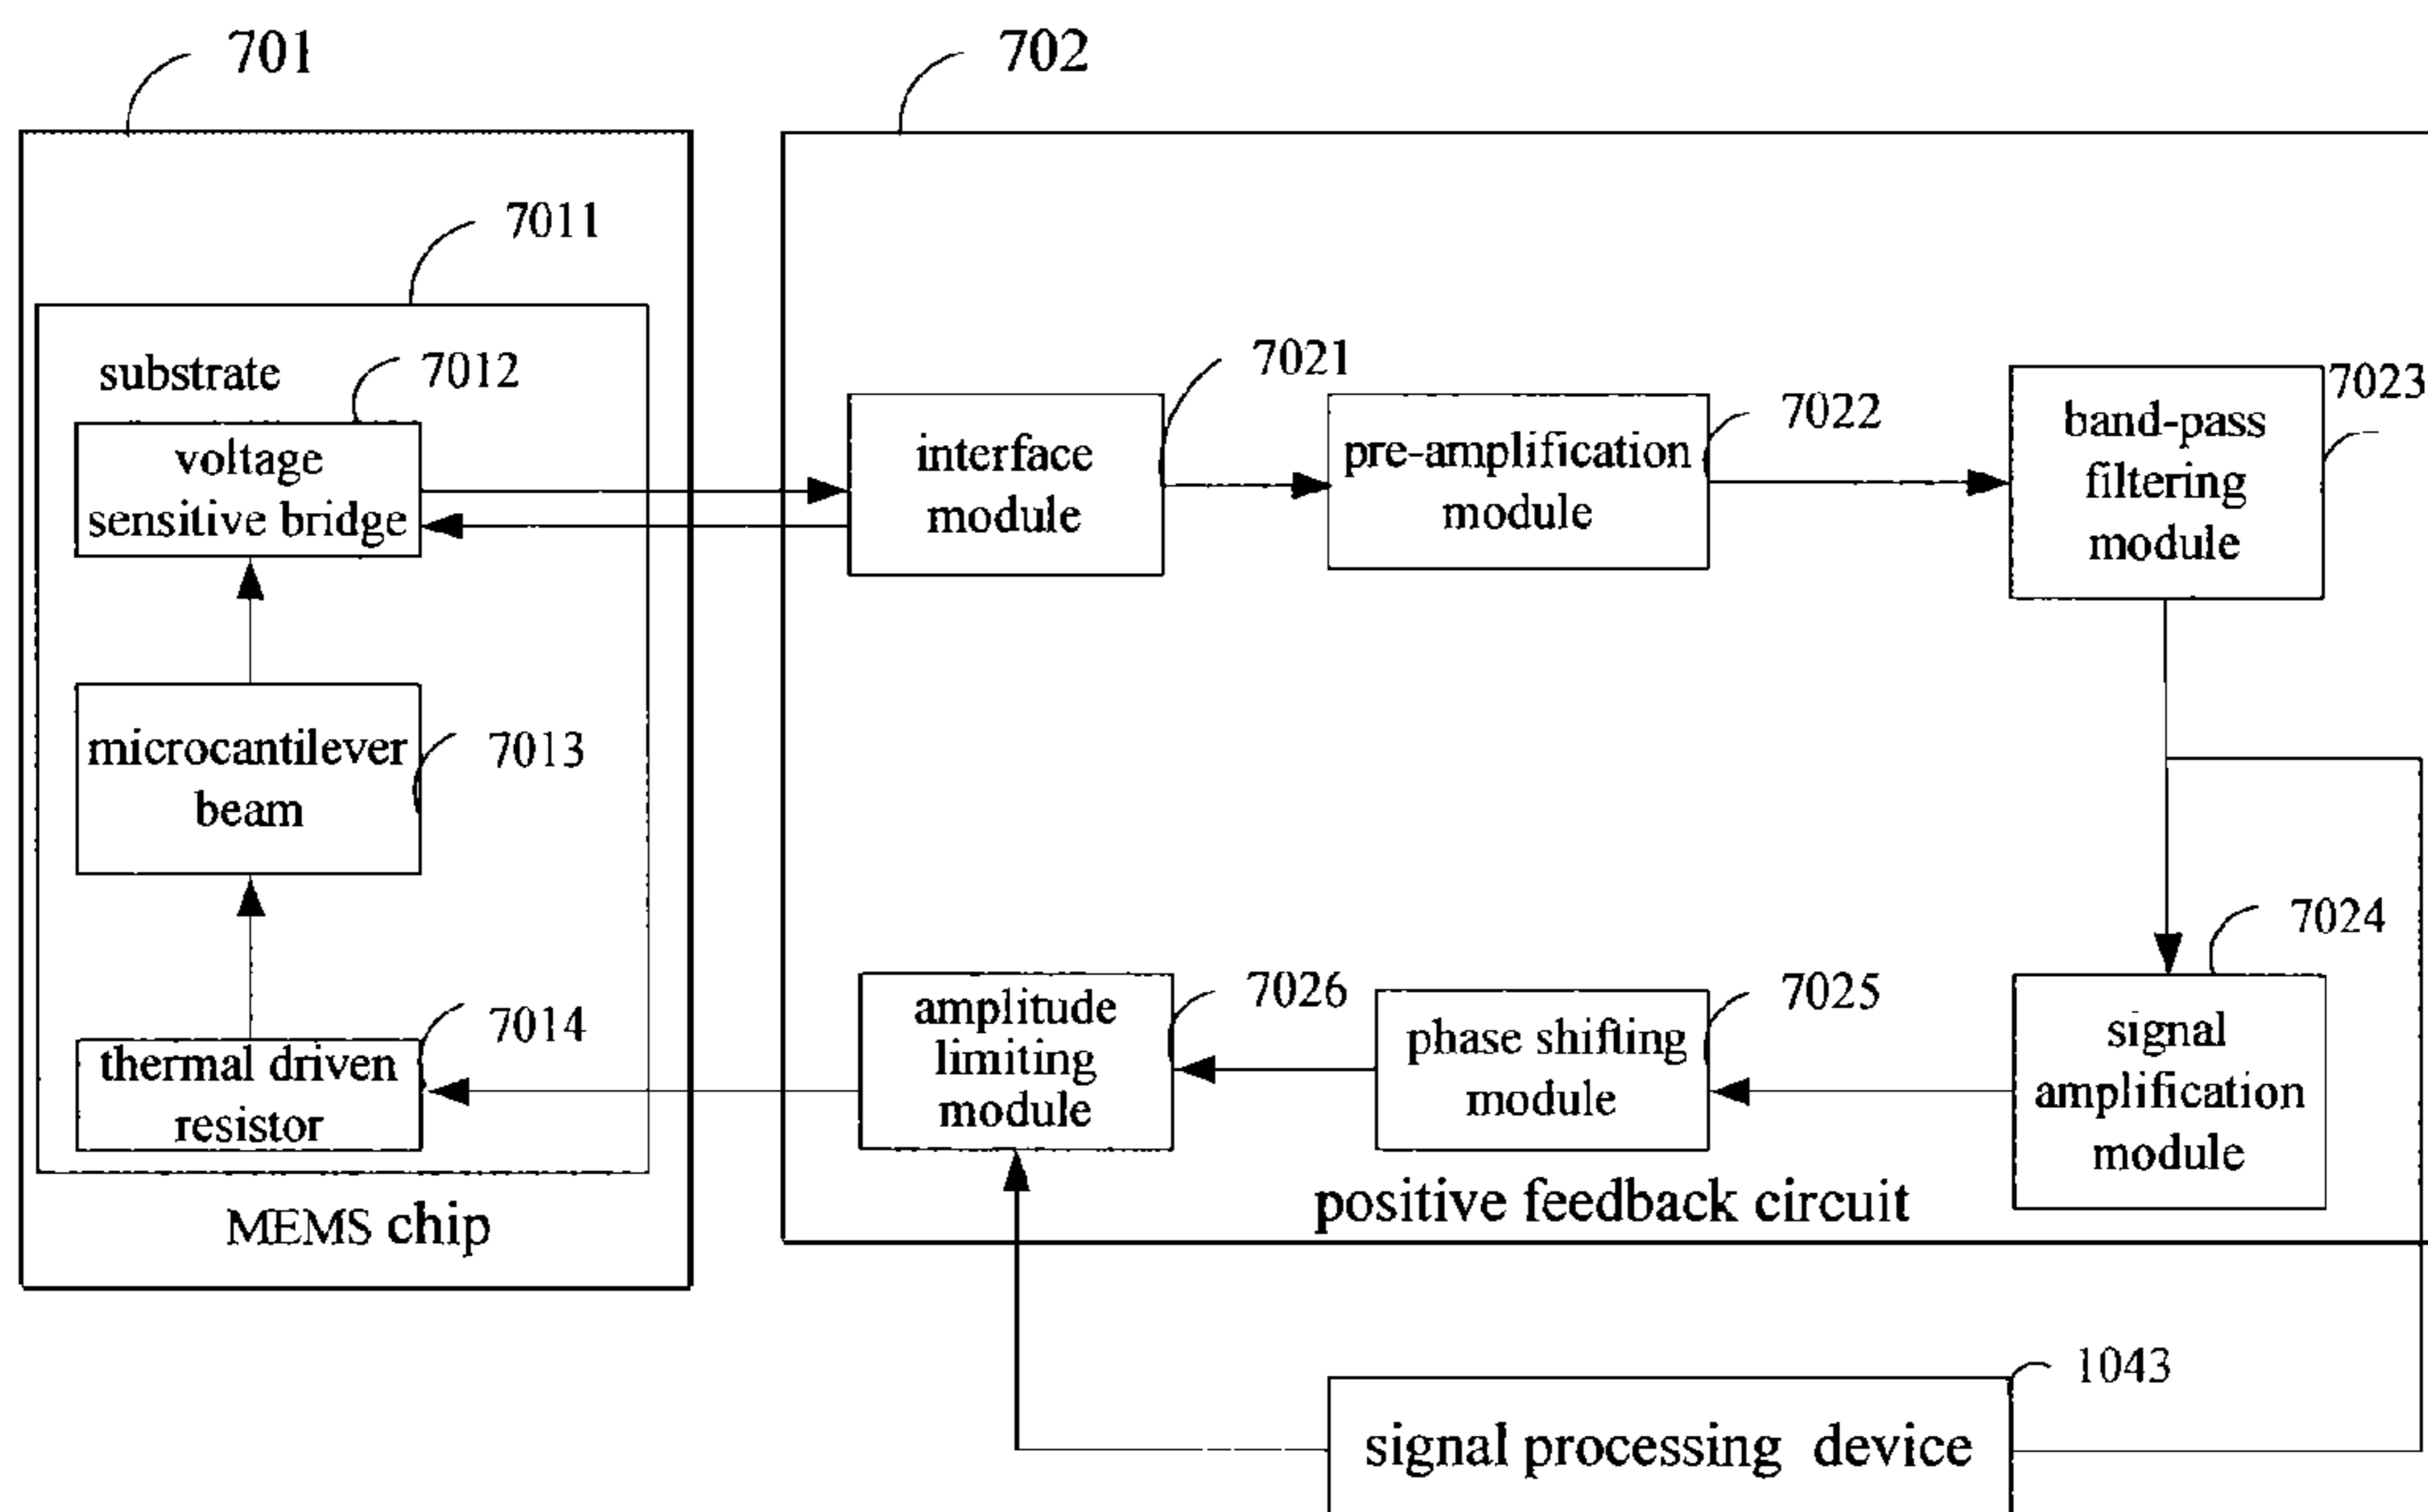 701
702
7011
substrate
7012
voltage
sensitive bridge
microcantilever
beam
7013
7014
thermal driven
resistor
MEMS chip
7021
interface
module
7022
pre-amplification
module
7023
band-pass
filtering
module
7024
signal
amplification
module
7025
phase shifting
module
7026
amplitude
limiting
module
positive feedback circuit
1043
signal processing device